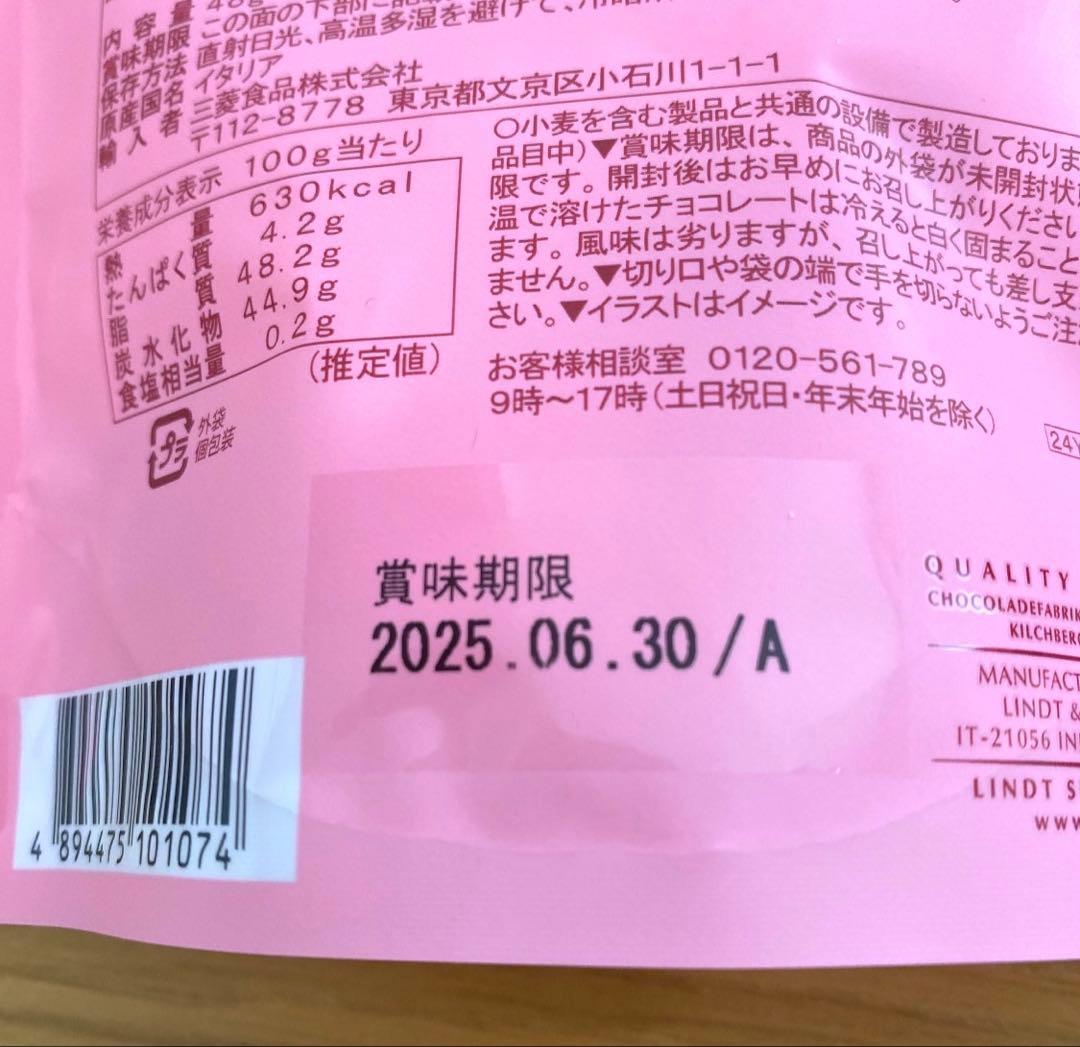 内容量 48g
賞味期限 この面の下部に記載
保存方法 直射日光、高温多湿を避けて、
原産国名 イタリア
輸入者 三菱食品株式会社
〒112-8778 東京都文京区小石川1-1-1
栄養成分表示 100g当たり
熱量 630kcal
たんぱく質 4.2g
脂質 48.2g
炭水化物 44.9g
食塩相当量 0.2g
(推定値)
プラ
外袋
個包装
〇小麦を含む製品と共通の設備で製造しており
品目中)▼賞味期限は、商品の外袋が未開封状
限です。開封後はお早めにお召し上がりください
温で溶けたチョコレートは冷えると白く固まること
ます。風味は劣りますが、召し上がっても差し支
ません。▼切り口や袋の端で手を切らないようご注
さい。▼イラストはイメージです。
お客様相談室 0120-561-789
9時〜17時(土日祝日・年末年始を除く)
24
賞味期限
2025.06.30/A
4 894475 101074
QUALITY
CHOCOLADEFABRIK
KILCHBERG
MANUFACT
LINDT &
IT-21056 IN
LINDT S
www